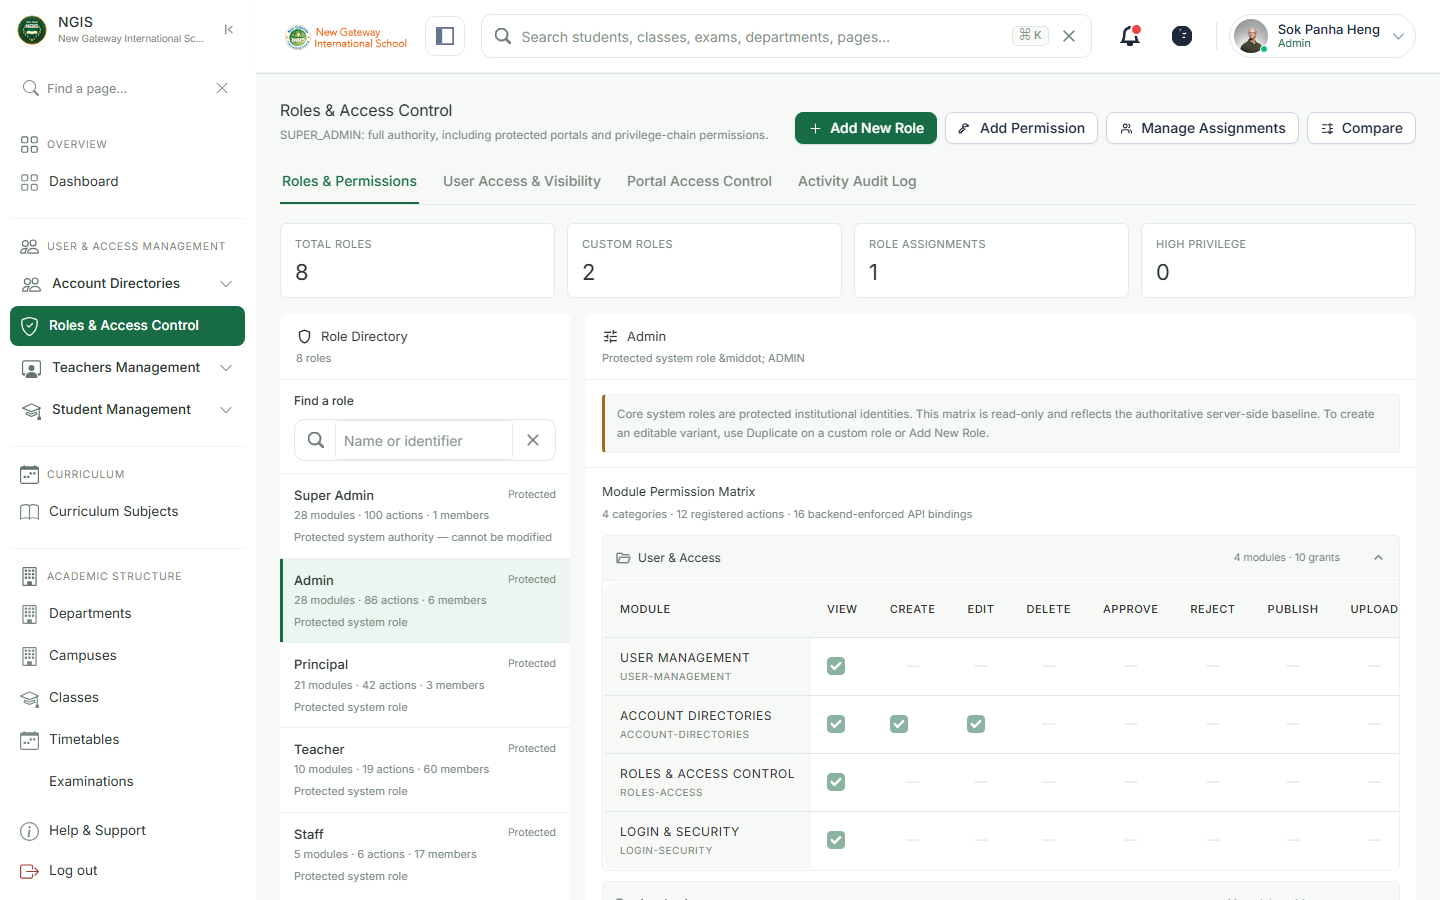 NGIS
New Gateway International Sc...
Find a page...
OVERVIEW
Dashboard
USER & ACCESS MANAGEMENT
Account Directories
Roles & Access Control
Teachers Management
Student Management
CURRICULUM
Curriculum Subjects
ACADEMIC STRUCTURE
Departments
Campuses
Classes
Timetables
Examinations
Help & Support
Log out
New Gateway
International School
Search students, classes, exams, departments, pages...
⌘ K
Sok Panha Heng
Admin
Roles & Access Control
SUPER_ADMIN: full authority, including protected portals and privilege-chain permissions.
Add New Role
Add Permission
Manage Assignments
Compare
Roles & Permissions
User Access & Visibility
Portal Access Control
Activity Audit Log
TOTAL ROLES
8
CUSTOM ROLES
2
ROLE ASSIGNMENTS
1
HIGH PRIVILEGE
0
Role Directory
8 roles
Find a role
Name or identifier
Super Admin Protected
28 modules · 100 actions · 1 members
Protected system authority — cannot be modified
Admin Protected
28 modules · 86 actions · 6 members
Protected system role
Principal Protected
21 modules · 42 actions · 3 members
Protected system role
Teacher Protected
10 modules · 19 actions · 60 members
Protected system role
Staff Protected
5 modules · 6 actions · 17 members
Protected system role
Admin
Protected system role &middot; ADMIN
Core system roles are protected institutional identities. This matrix is read-only and reflects the authoritative server-side baseline. To create
an editable variant, use Duplicate on a custom role or Add New Role.
Module Permission Matrix
4 categories · 12 registered actions · 16 backend-enforced API bindings
User & Access 4 modules · 10 grants
MODULE VIEW CREATE EDIT DELETE APPROVE REJECT PUBLISH UPLOAD
USER MANAGEMENT
USER-MANAGEMENT
ACCOUNT DIRECTORIES
ACCOUNT-DIRECTORIES
ROLES & ACCESS CONTROL
ROLES-ACCESS
LOGIN & SECURITY
LOGIN-SECURITY